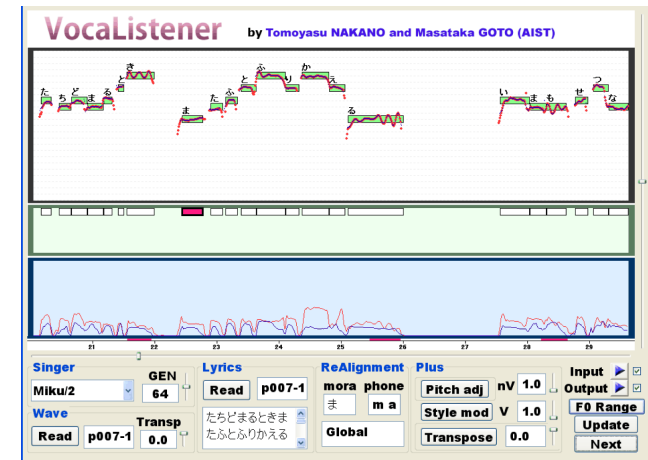 VocaListener by Tomoyasu NAKANO and Masataka GOTO (AIST)
た ち ど ま る と き ま た ふ と ふ り か え る い ま も せ つ な
21 22 23 24 25 26 27 28 29
Singer
Miku/2
GEN
64
Wave
Read p007-1
Transp
0.0
Lyrics
Read p007-1
たちどまるときま
たふとふりかえる
ReAlignment
mora phone
ま m a
Global
Plus
Pitch adj nV 1.0
Style mod V 1.0
Transpose 0.0
Input
Output
F0 Range
Update
Next